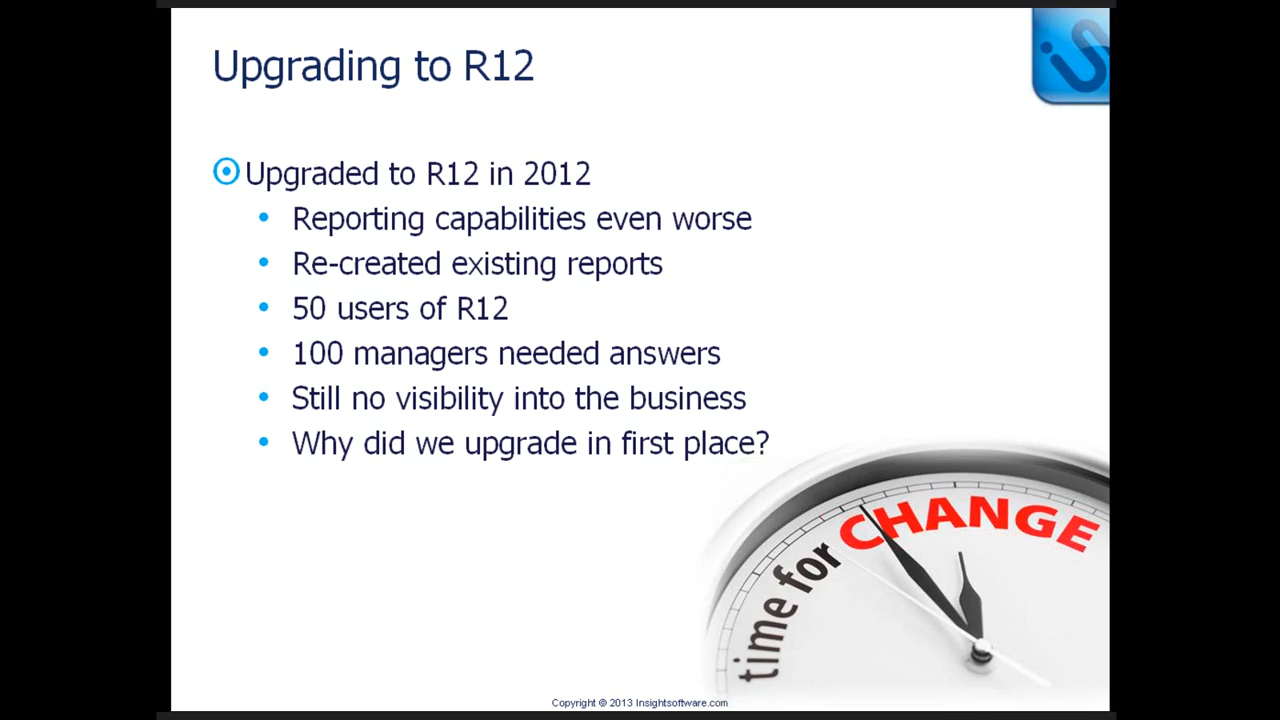 Upgrading to R12
Upgraded to R12 in 2012
Reporting capabilities even worse
Re-created existing reports
50 users of R12
100 managers needed answers
Still no visibility into the business
Why did we upgrade in first place?
time for CHANGE
Copyright © 2013 Insightsoftware.com